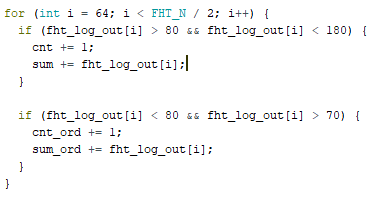 for (int i = 64; i < FHT_N / 2; i++) {
  if (fht_log_out[i] > 80 && fht_log_out[i] < 180) {
    cnt += 1;
    sum += fht_log_out[i];
  }

  if (fht_log_out[i] < 80 && fht_log_out[i] > 70) {
    cnt_ord += 1;
    sum_ord += fht_log_out[i];
  }
}